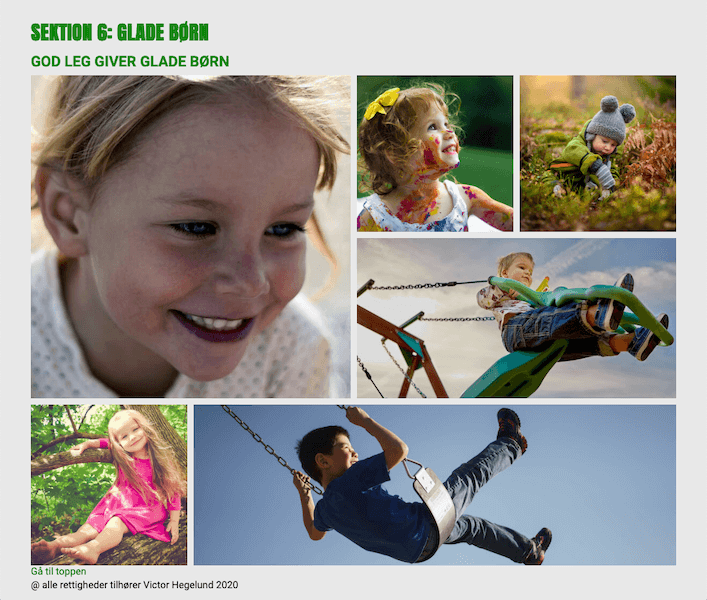 SEKTION 6: GLADE BØRN
GOD LEG GIVER GLADE BØRN
Gå til toppen
@ alle rettigheder tilhører Victor Hegelund 2020